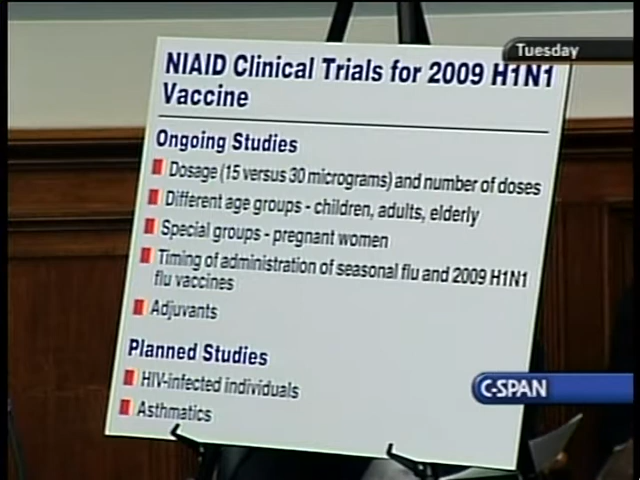 Tuesday
NIAID Clinical Trials for 2009 H1N1
Vaccine
Ongoing Studies
Dosage (15 versus 30 micrograms) and number of doses
Different age groups - children, adults, elderly
Special groups - pregnant women
Timing of administration of seasonal flu and 2009 H1N1
flu vaccines
Adjuvants
Planned Studies
HIV-infected individuals
Asthmatics
C-SPAN